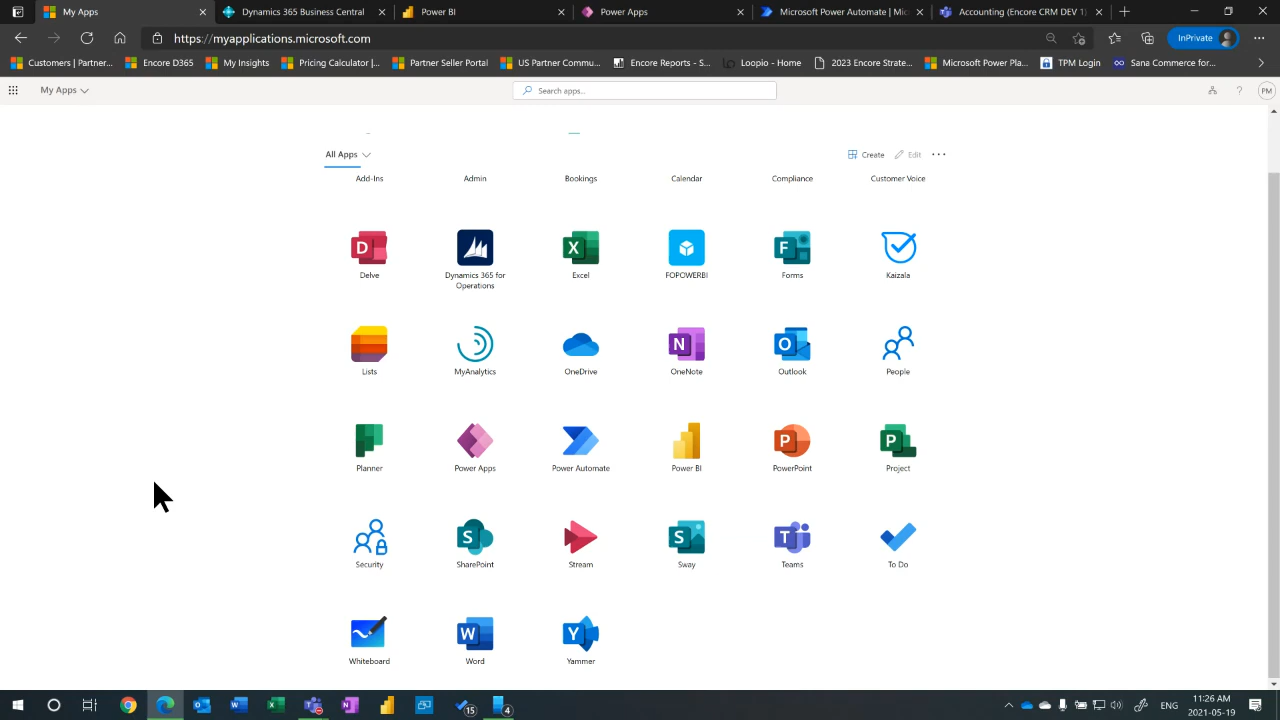 My Apps
Dynamics 365 Business Central
Power BI
Power Apps
Microsoft Power Automate | Mic
Accounting (Encore CRM DEV 1)
https://myapplications.microsoft.com
InPrivate
Customers | Partner...
Encore D365
My Insights
Pricing Calculator |...
Partner Seller Portal
US Partner Commu...
Encore Reports - S...
Loopio - Home
2023 Encore Strate...
Microsoft Power Pla...
TPM Login
Sana Commerce for...
My Apps
Search apps...
?
PM
All Apps
Create
Edit
Add-Ins
Admin
Bookings
Calendar
Compliance
Customer Voice
D
X
F
Delve
Dynamics 365 for
Operations
Excel
FOPOWERBI
Forms
Kaizala
N
O
Lists
MyAnalytics
OneDrive
OneNote
Outlook
People
P
P
Planner
Power Apps
Power Automate
Power BI
PowerPoint
Project
S
S
T
Security
SharePoint
Stream
Sway
Teams
To Do
W
Y
Whiteboard
Word
Yammer
15
4
ENG
11:26 AM
2021-05-19